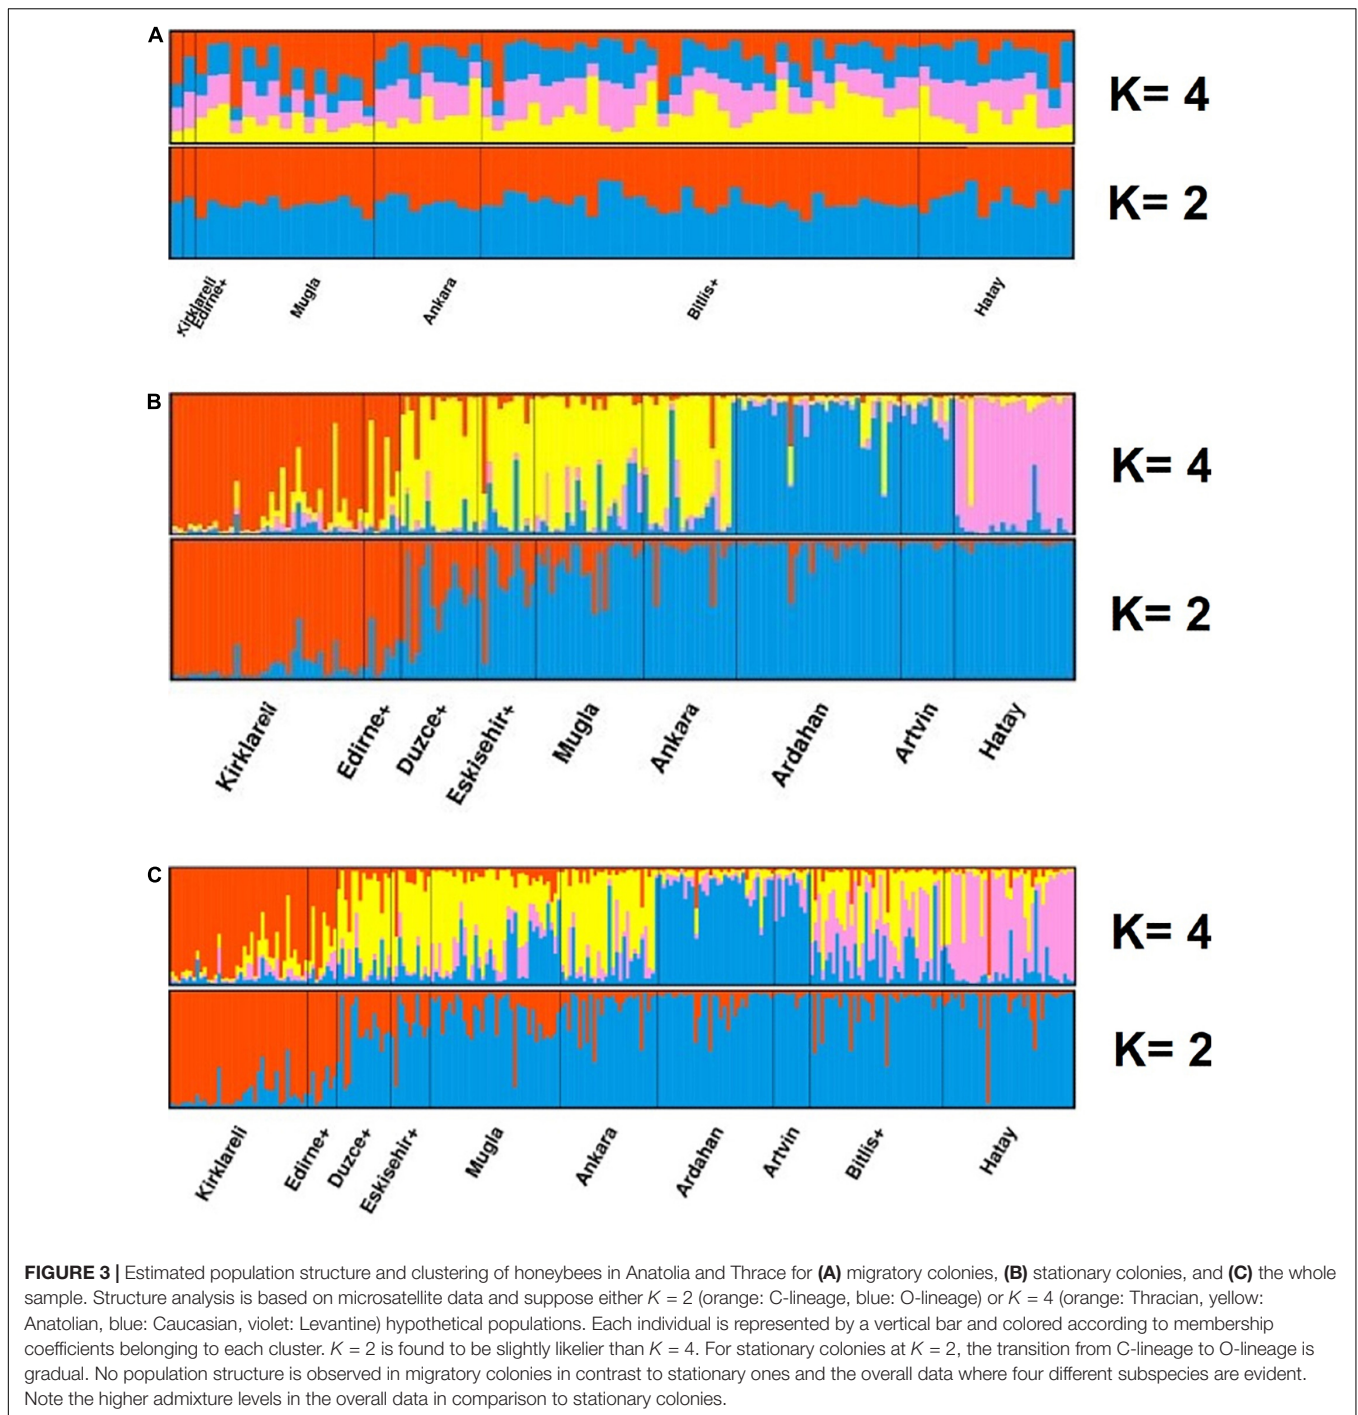 A
K= 4
K= 2
Kirklareli
Edirne+
Mugla
Ankara
Bitlis+
Hatay
B
K= 4
K= 2
Kirklareli
Edirne+
Duzce+
Eskisehir+
Mugla
Ankara
Ardahan
Artvin
Hatay
C
K= 4
K= 2
Kirklareli
Edirne+
Duzce+
Eskisehir+
Mugla
Ankara
Ardahan
Artvin
Bitlis+
Hatay
FIGURE 3 | Estimated population structure and clustering of honeybees in Anatolia and Thrace for (A) migratory colonies, (B) stationary colonies, and (C) the whole
sample. Structure analysis is based on microsatellite data and suppose either K = 2 (orange: C-lineage, blue: O-lineage) or K = 4 (orange: Thracian, yellow:
Anatolian, blue: Caucasian, violet: Levantine) hypothetical populations. Each individual is represented by a vertical bar and colored according to membership
coefficients belonging to each cluster. K = 2 is found to be slightly likelier than K = 4. For stationary colonies at K = 2, the transition from C-lineage to O-lineage is
gradual. No population structure is observed in migratory colonies in contrast to stationary ones and the overall data where four different subspecies are evident.
Note the higher admixture levels in the overall data in comparison to stationary colonies.